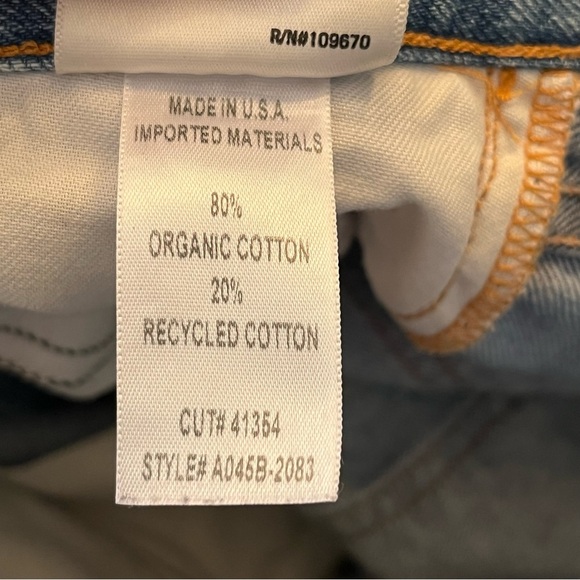 R/N#109670
MADE IN U.S.A.
IMPORTED MATERIALS
80%
ORGANIC COTTON
20%
RECYCLED COTTON
CUT# 41354
STYLE# A045B-2083